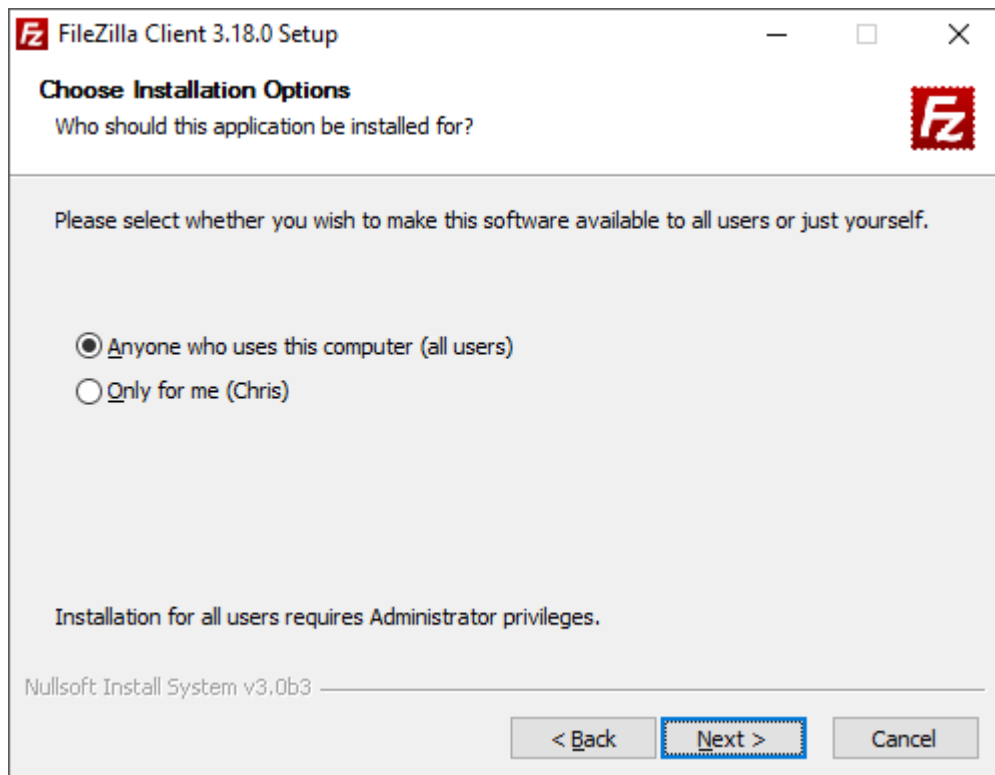 FileZilla Client 3.18.0 Setup
Choose Installation Options
Who should this application be installed for?
Please select whether you wish to make this software available to all users or just yourself.
Anyone who uses this computer (all users)
Only for me (Chris)
Installation for all users requires Administrator privileges.
Nullsoft Install System v3.0b3
< Back Next > Cancel